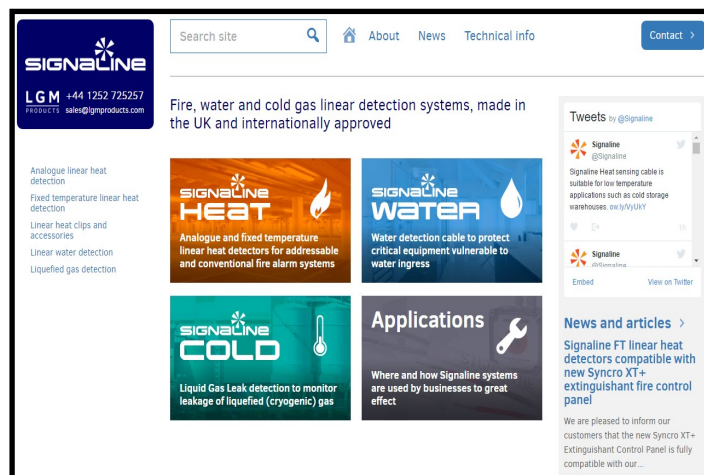 SIGNALINE
LGM +44 1252 725257
PRODUCTS sales@lgmproducts.com
Search site
About News Technical info
Contact >
Fire, water and cold gas linear detection systems, made in
the UK and internationally approved
Analogue linear heat
detection
Fixed temperature linear heat
detection
Linear heat clips and
accessories
Linear water detection
Liquefied gas detection
SIGNALINE
HEAT
Analogue and fixed temperature
linear heat detectors for addressable
and conventional fire alarm systems
SIGNALINE
WATER
Water detection cable to protect
critical equipment vulnerable to
water ingress
SIGNALINE
COLD
Liquid Gas Leak detection to monitor
leakage of liquefied (cryogenic) gas
Applications
Where and how Signaline systems
are used by businesses to great
effect
Tweets by @Signaline
Signaline
@Signaline
Signaline Heat sensing cable is
suitable for low temperature
applications such as cold storage
warehouses. ow.ly/VyUkY
1h
Signaline
@Signaline
Embed View on Twitter
News and articles >
Signaline FT linear heat
detectors compatible with
new Syncro XT+
extinguishant fire control
panel
We are pleased to inform our
customers that the new Syncro XT+
Extinguishant Control Panel is fully
compatible with our...